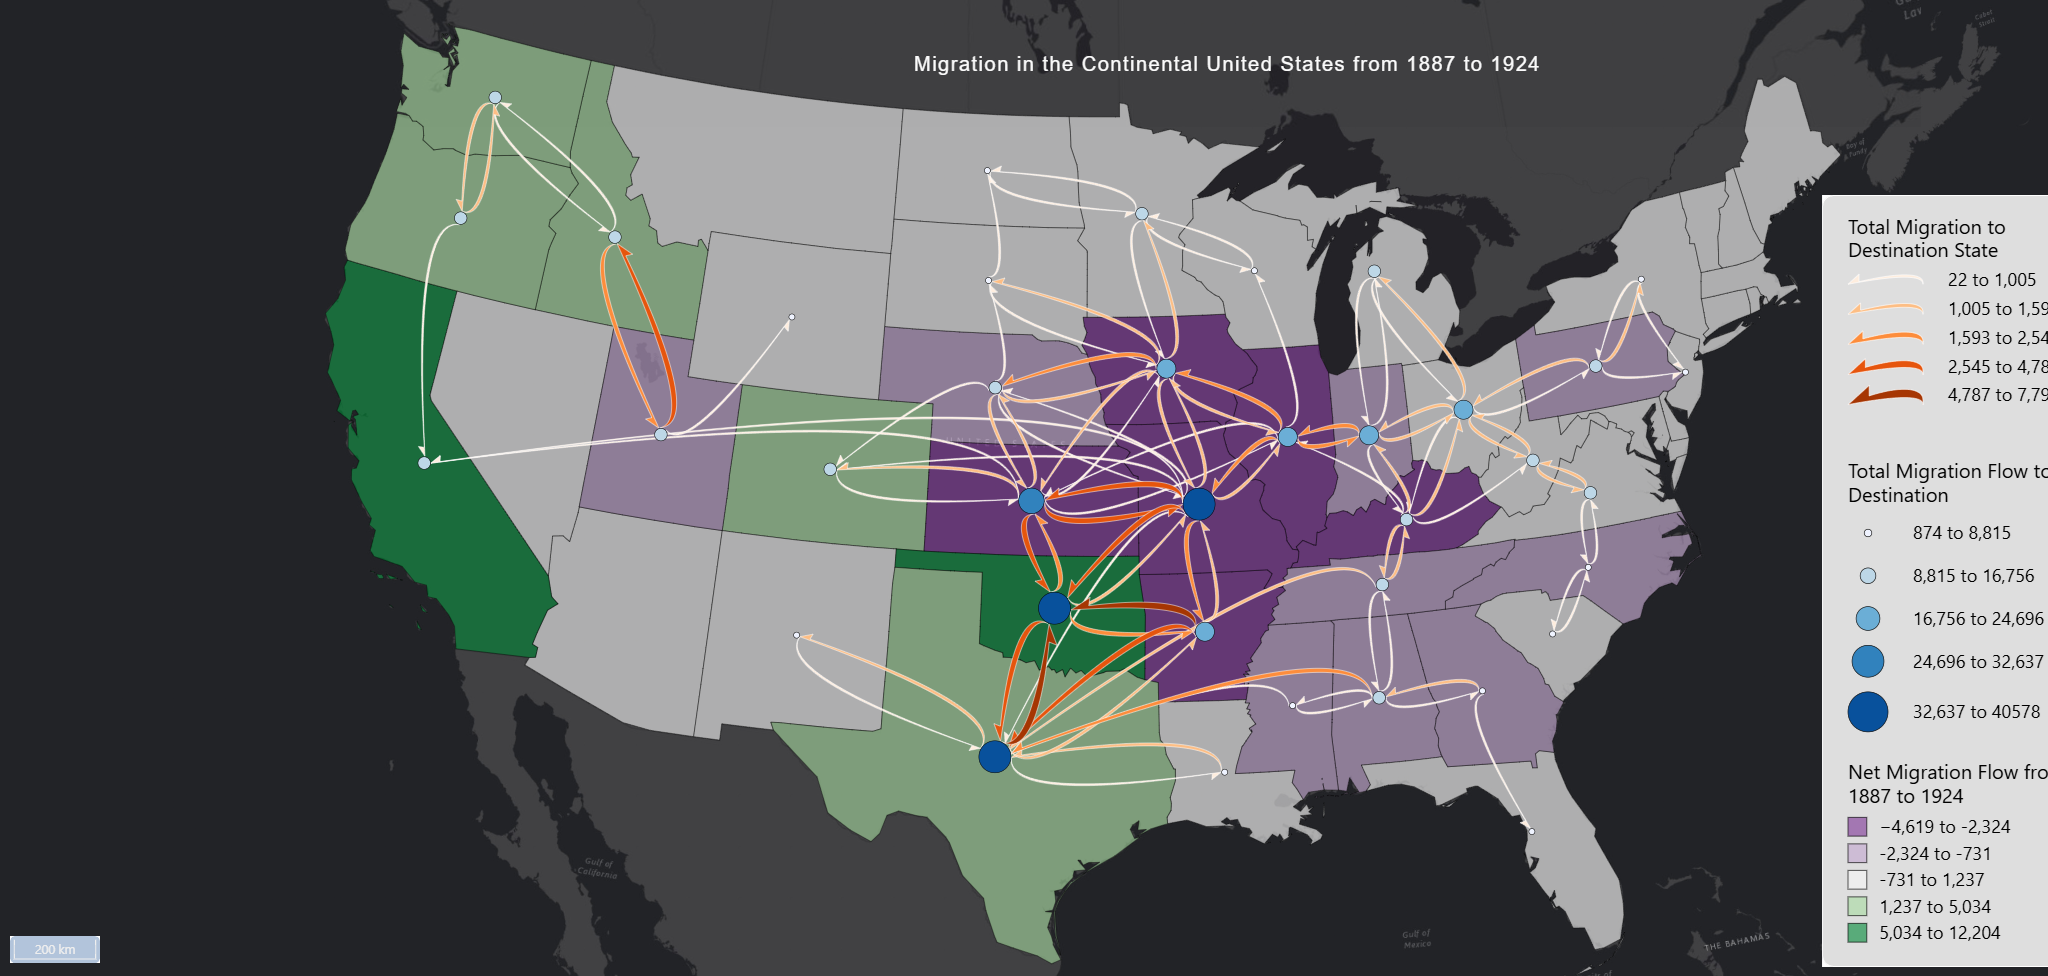 Migration in the Continental United States from 1887 to 1924
Lav
Total Migration to
Destination State
22 to 1,005
1,005 to 1,59
1,593 to 2,54
2,545 to 4,78
4,787 to 7,79
Total Migration Flow to
Destination
874 to 8,815
8,815 to 16,756
16,756 to 24,696
24,696 to 32,637
32,637 to 40578
Net Migration Flow fro
1887 to 1924
−4,619 to -2,324
-2,324 to -731
-731 to 1,237
1,237 to 5,034
5,034 to 12,204
Gulf of
California
Gulf of
Mexico
THE BAHAMAS
200 km